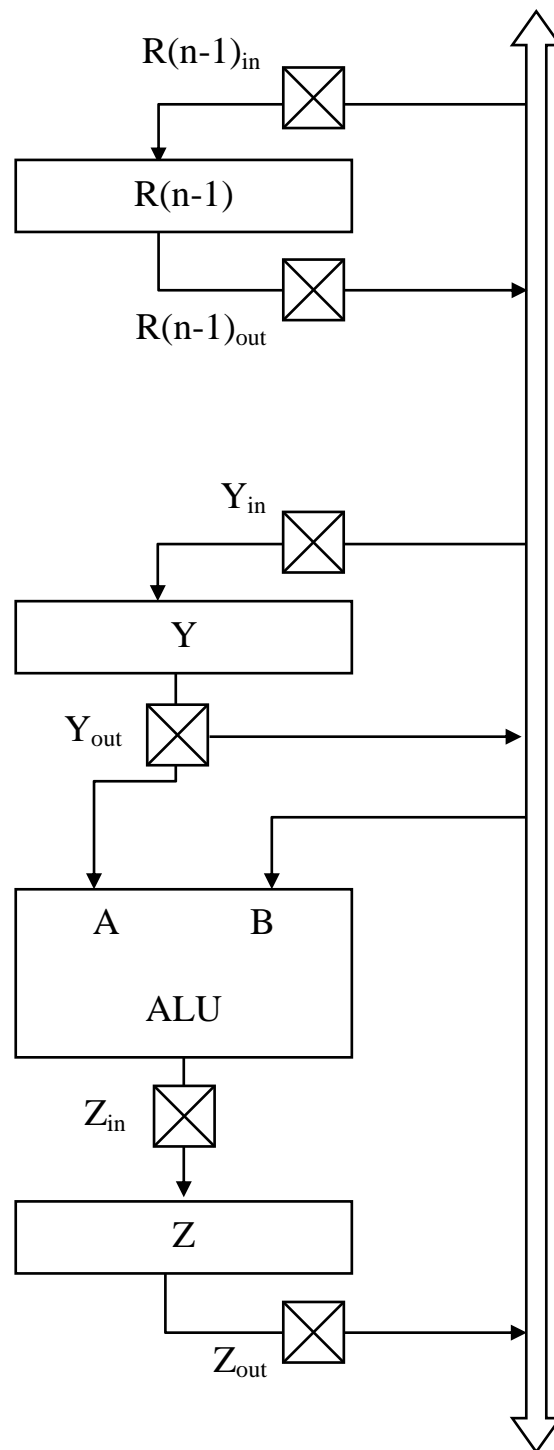 R(n-1)in
R(n-1)
R(n-1)out
Yin
Y
Yout
A B
ALU
Zin
Z
Zout